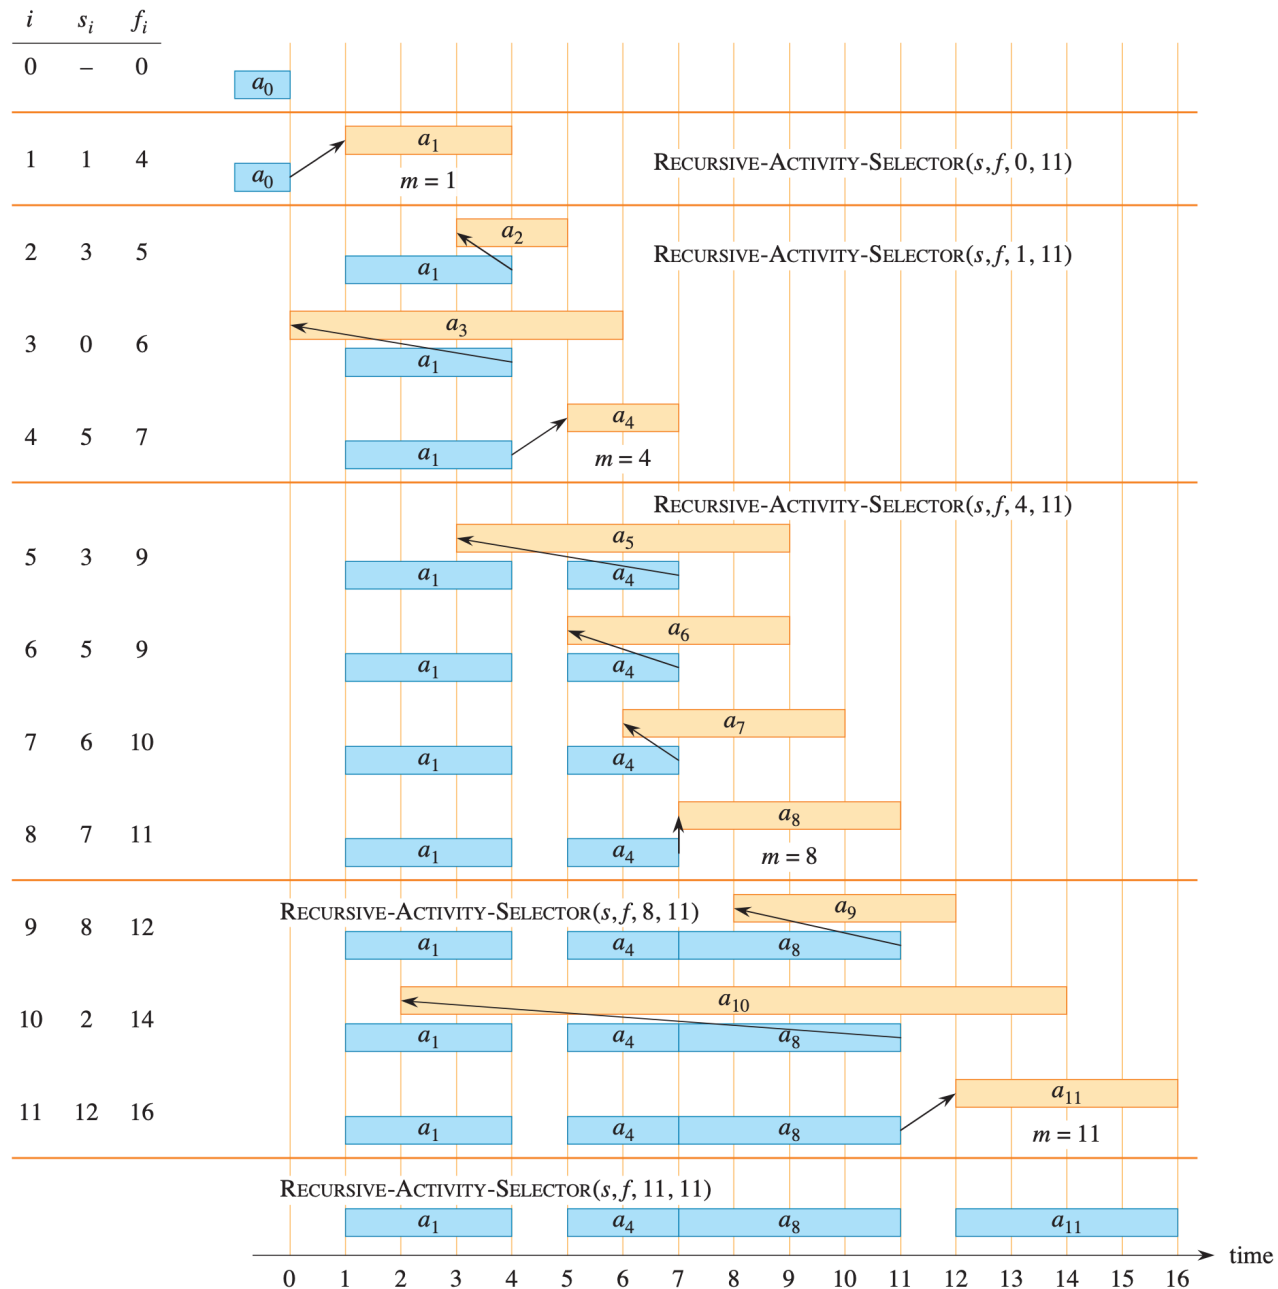 i s_i f_i
0 – 0
a_0
a_1
1 1 4
RECURSIVE-ACTIVITY-SELECTOR(s, f, 0, 11)
a_0
m = 1
a_2
2 3 5
RECURSIVE-ACTIVITY-SELECTOR(s, f, 1, 11)
a_1
a_3
3 0 6
a_1
a_4
4 5 7
a_1
m = 4
RECURSIVE-ACTIVITY-SELECTOR(s, f, 4, 11)
a_5
5 3 9
a_1 a_4
a_6
6 5 9
a_1 a_4
a_7
7 6 10
a_1 a_4
a_8
8 7 11
a_1 a_4
m = 8
RECURSIVE-ACTIVITY-SELECTOR(s, f, 8, 11)
a_9
9 8 12
a_1 a_4 a_8
a_10
10 2 14
a_1 a_4 a_8
a_11
11 12 16
a_1 a_4 a_8
m = 11
RECURSIVE-ACTIVITY-SELECTOR(s, f, 11, 11)
a_1 a_4 a_8 a_11
time
0 1 2 3 4 5 6 7 8 9 10 11 12 13 14 15 16